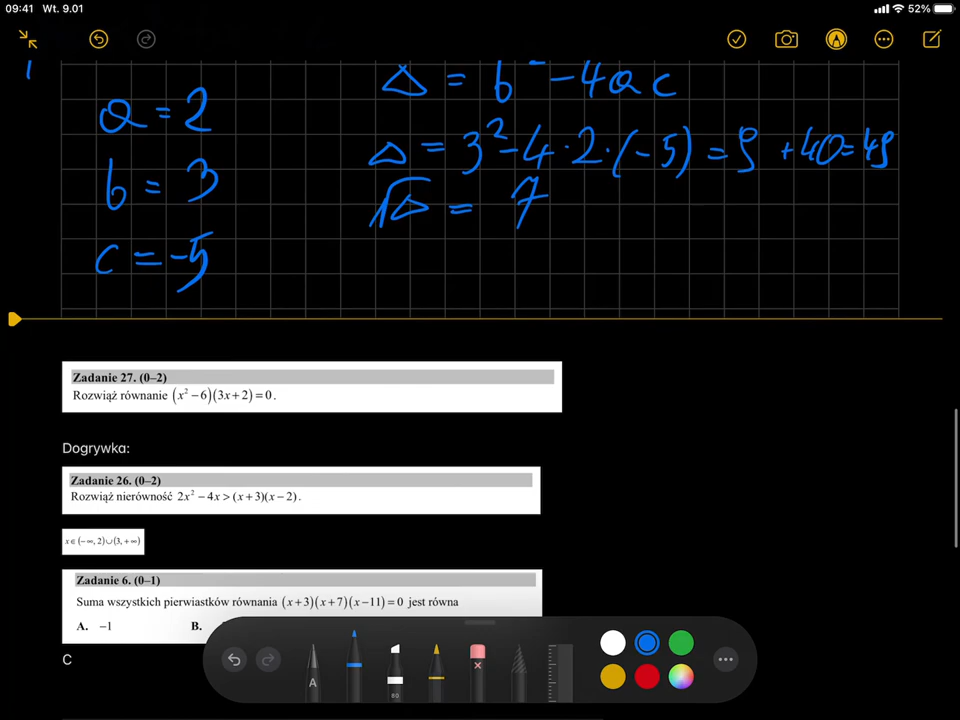 09:41 Wt. 9.01
52%
a = 2
b = 3
c = -5
Δ = b² - 4ac
Δ = 3² - 4 · 2 · (-5) = 9 + 40 = 49
√Δ = 7
Zadanie 27. (0–2)
Rozwiąż równanie (x² − 6)(3x + 2) = 0.
Dogrywka:
Zadanie 26. (0–2)
Rozwiąż nierówność 2x² − 4x > (x + 3)(x − 2).
x ∈ (−∞, 2) ∪ (3, +∞)
Zadanie 6. (0–1)
Suma wszystkich pierwiastków równania (x + 3)(x + 7)(x − 11) = 0 jest równa
A. −1 B.
C
A
80